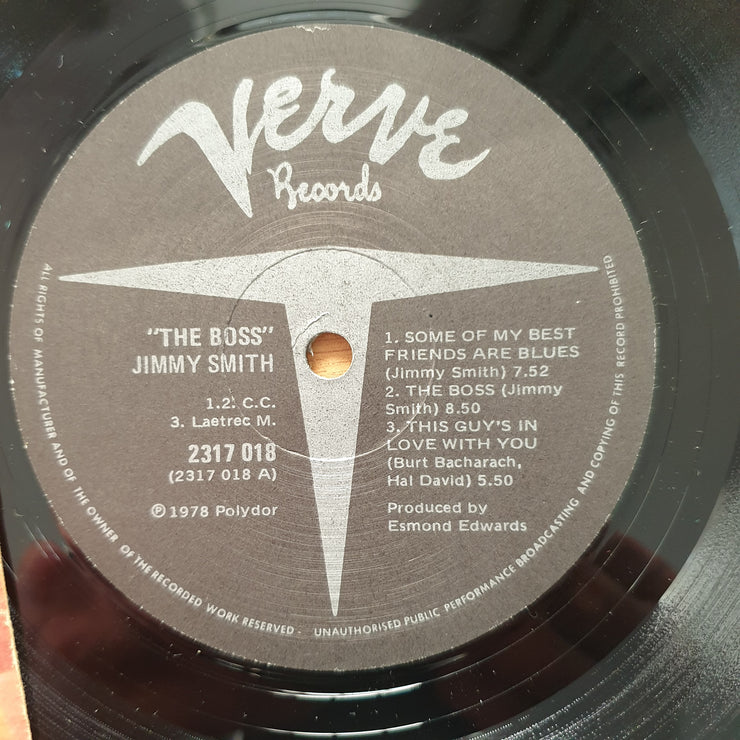 Verve
Records
"THE BOSS"
JIMMY SMITH
1.2. C.C.
3. Laetrec M.
2317 018
(2317 018 A)
℗ 1978 Polydor
1. SOME OF MY BEST
FRIENDS ARE BLUES
(Jimmy Smith) 7.52
2. THE BOSS (Jimmy
Smith) 8.50
3. THIS GUY'S IN
LOVE WITH YOU
(Burt Bacharach,
Hal David) 5.50
Produced by
Esmond Edwards
ALL RIGHTS OF MANUFACTURER AND OF THE OWNER OF THE RECORDED WORK RESERVED - UNAUTHORISED PUBLIC PERFORMANCE BROADCASTING AND COPYING OF THIS RECORD PROHIBITED